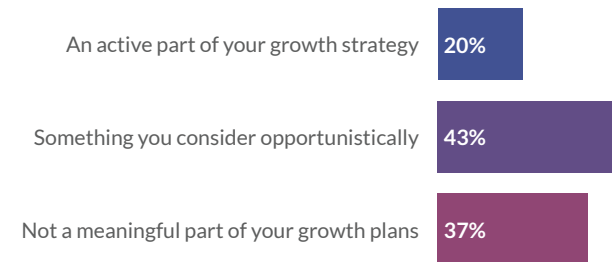 An active part of your growth strategy 20%
Something you consider opportunistically 43%
Not a meaningful part of your growth plans 37%